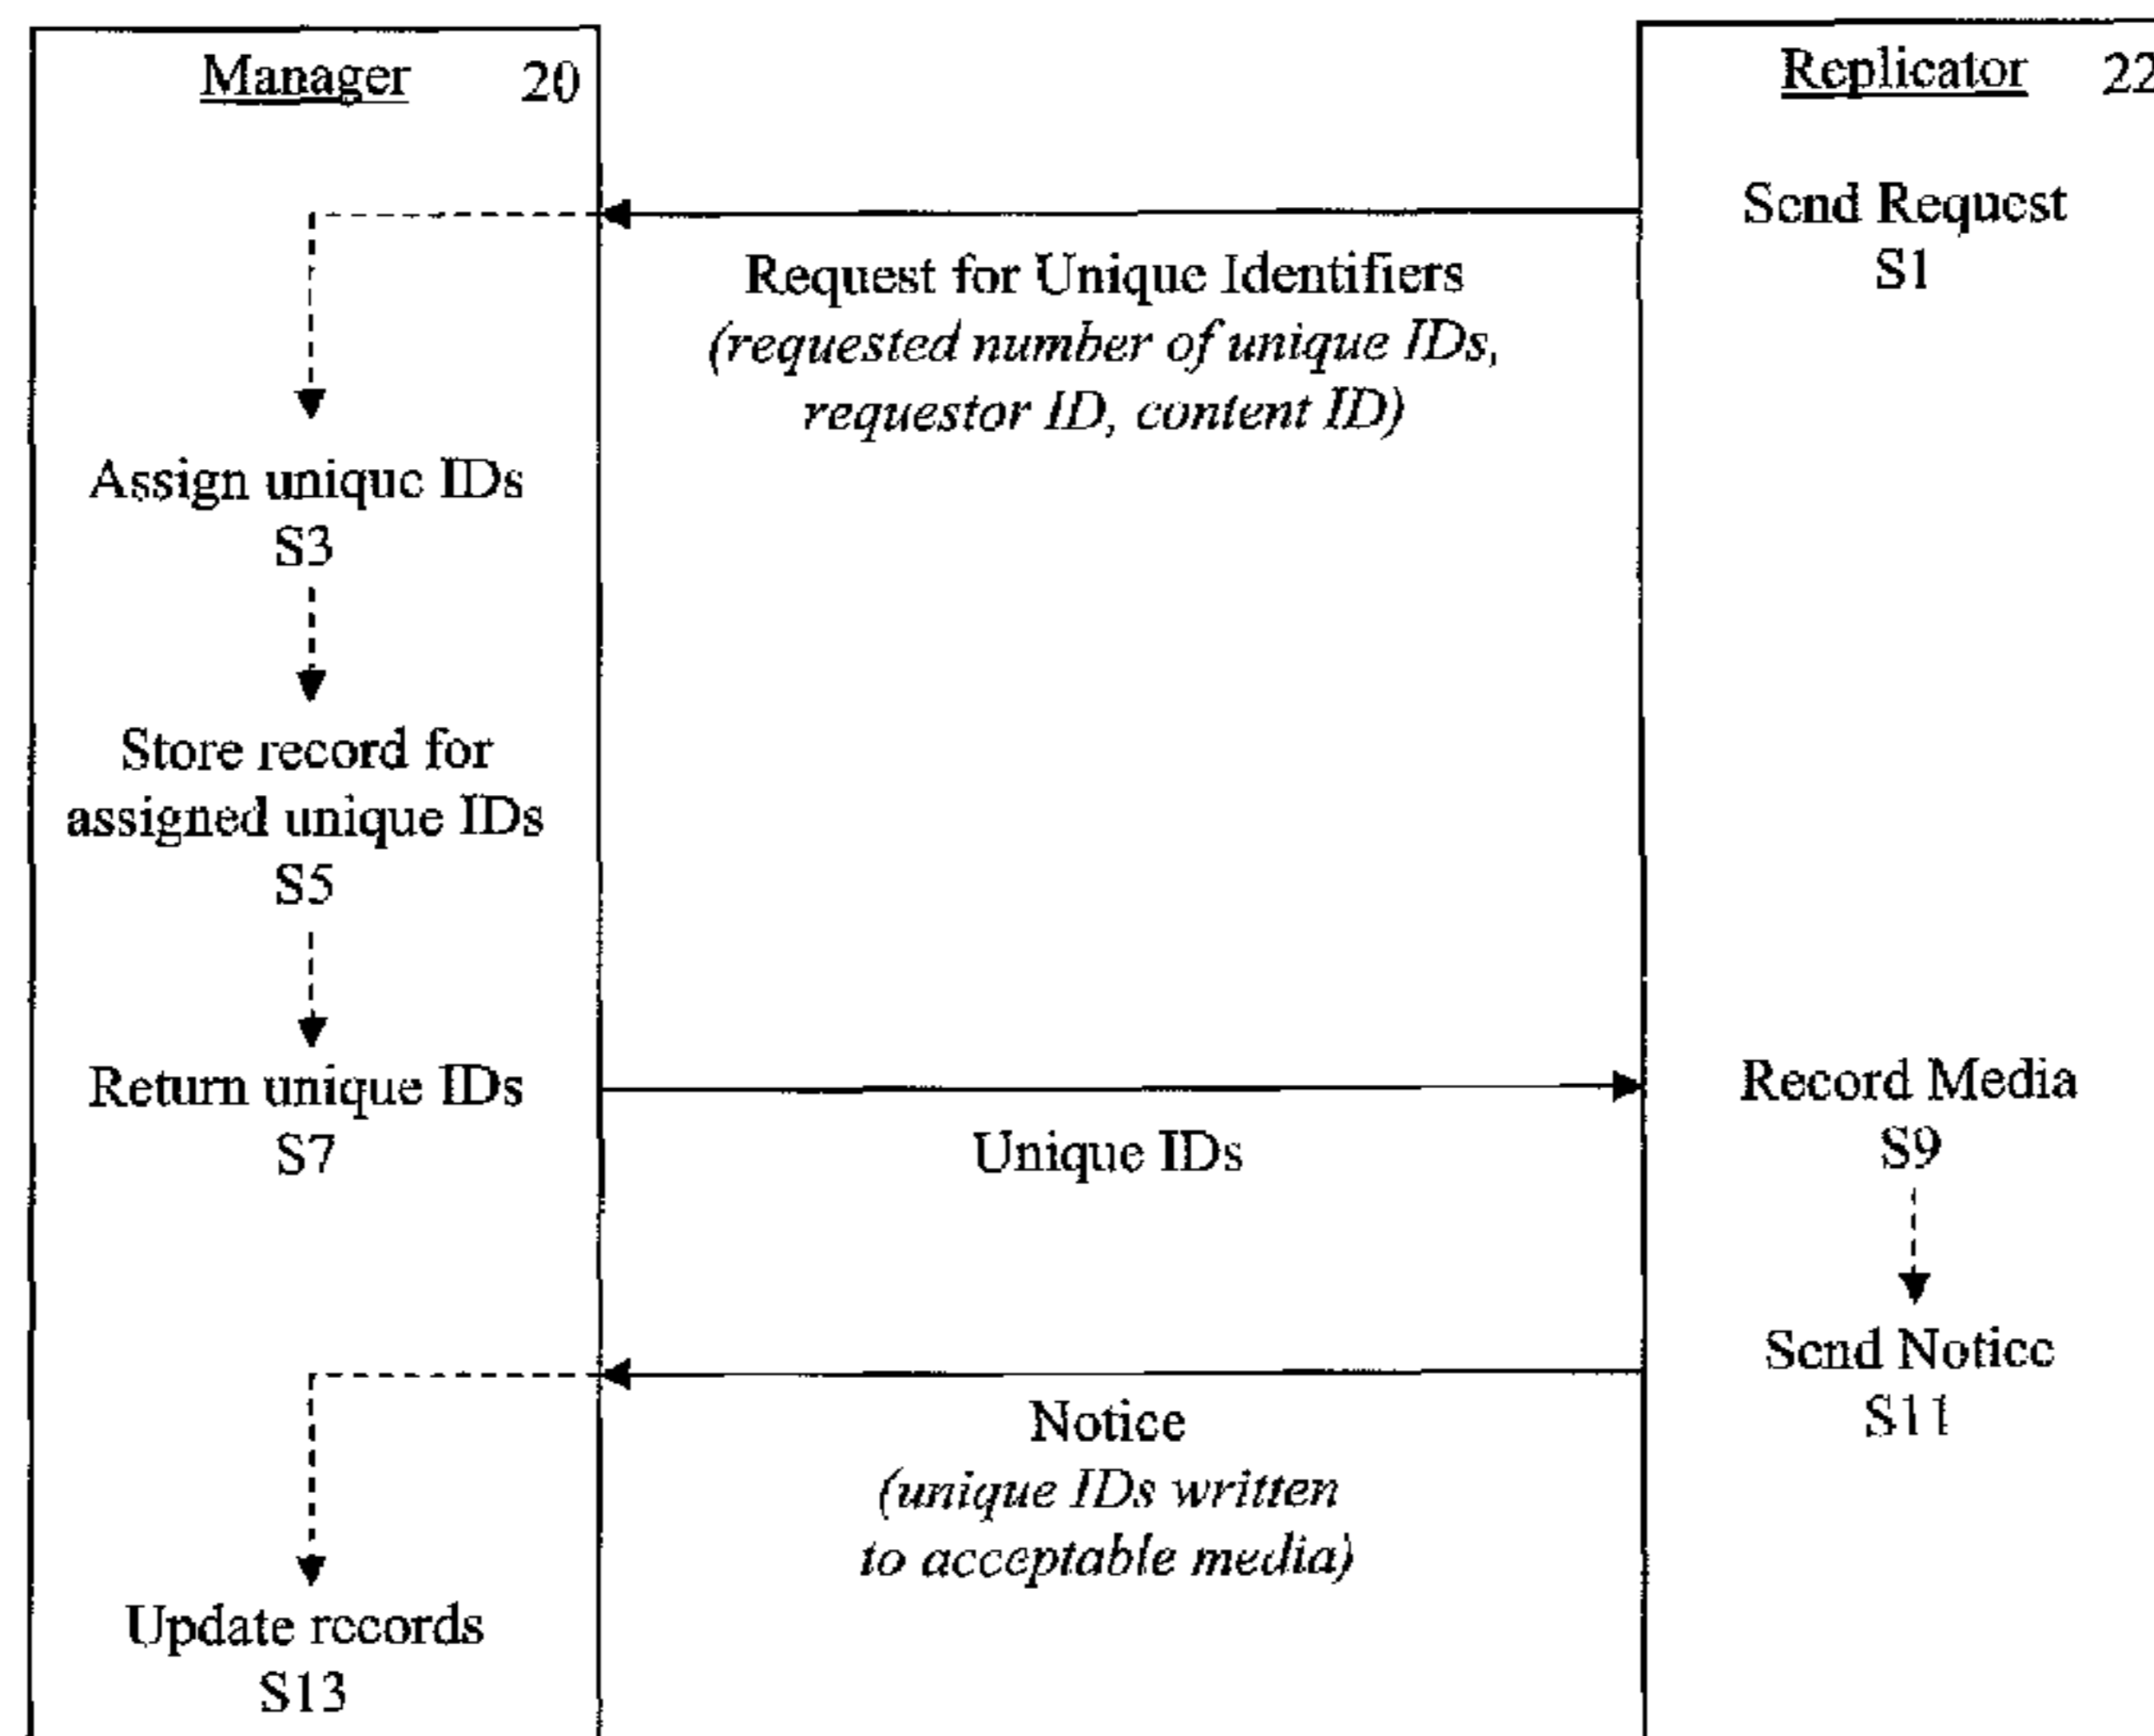 Manager 20
Replicator 22
Send Request
S1
Request for Unique Identifiers
(requested number of unique IDs,
requestor ID, content ID)
Assign unique IDs
S3
Store record for
assigned unique IDs
S5
Return unique IDs
S7
Unique IDs
Record Media
S9
Send Notice
S11
Notice
(unique IDs written
to acceptable media)
Update records
S13